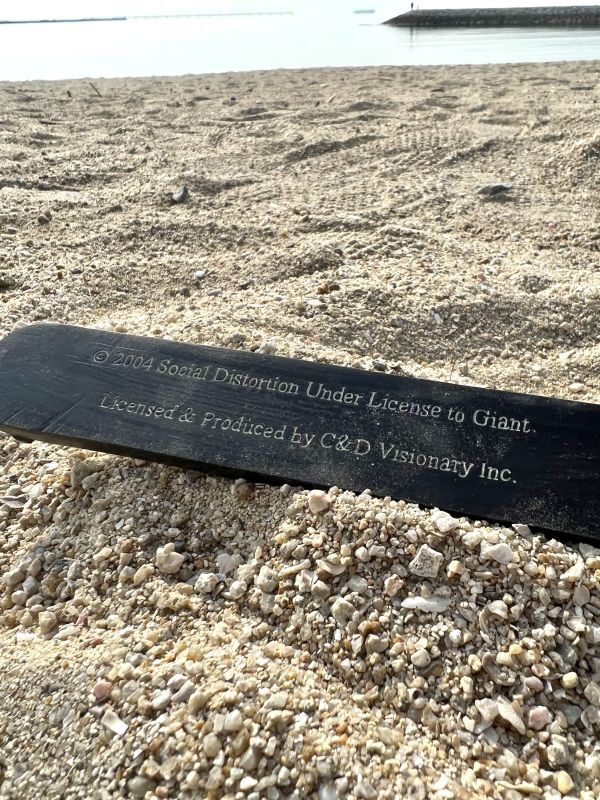 © 2004 Social Distortion Under License to Giant.
Licensed & Produced by C&D Visionary Inc.